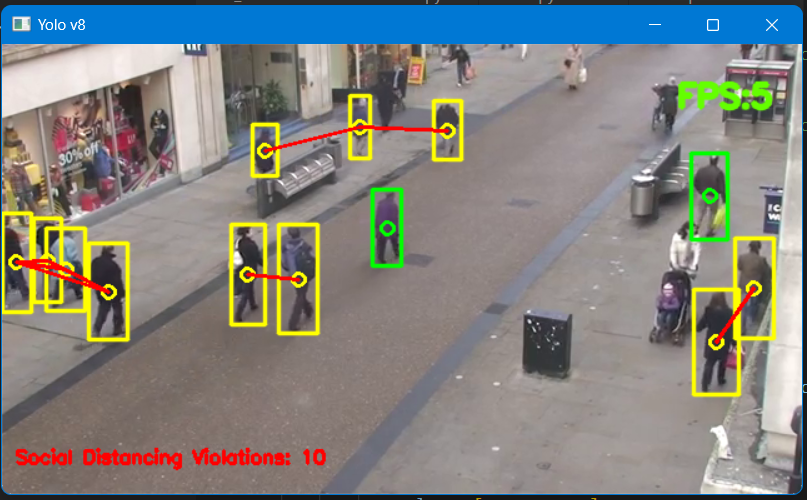 Yolo v8
FPS:5
30% off
Social Distancing Violations: 10